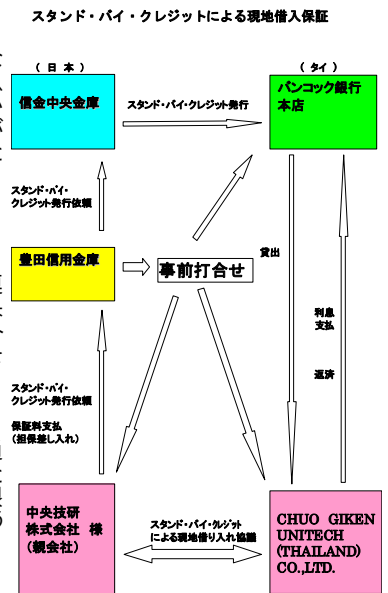 スタンド・バイ・クレジットによる現地借入保証
（日本）
（タイ）
信金中央金庫
スタンド・バイ・クレジット発行
バンコック銀行
本店
スタンド・バイ・
クレジット発行依頼
豊田信用金庫
事前打合せ
貸出
利息
支払
返済
スタンド・バイ・
クレジット発行依頼
保証料支払
（担保差し入れ）
中央技研
株式会社 様
（親会社）
スタンド・バイ・クレジット
による現地借り入れ協議
CHUO GIKEN
UNITECH
(THAILAND)
CO.,LTD.